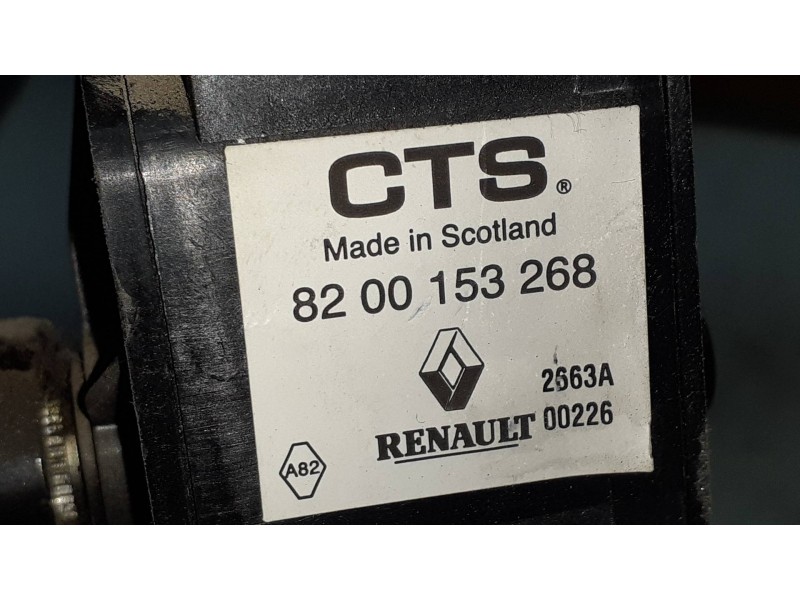 CTS®
Made in Scotland
82 00 153 268
2663A
RENAULT 00226
A82